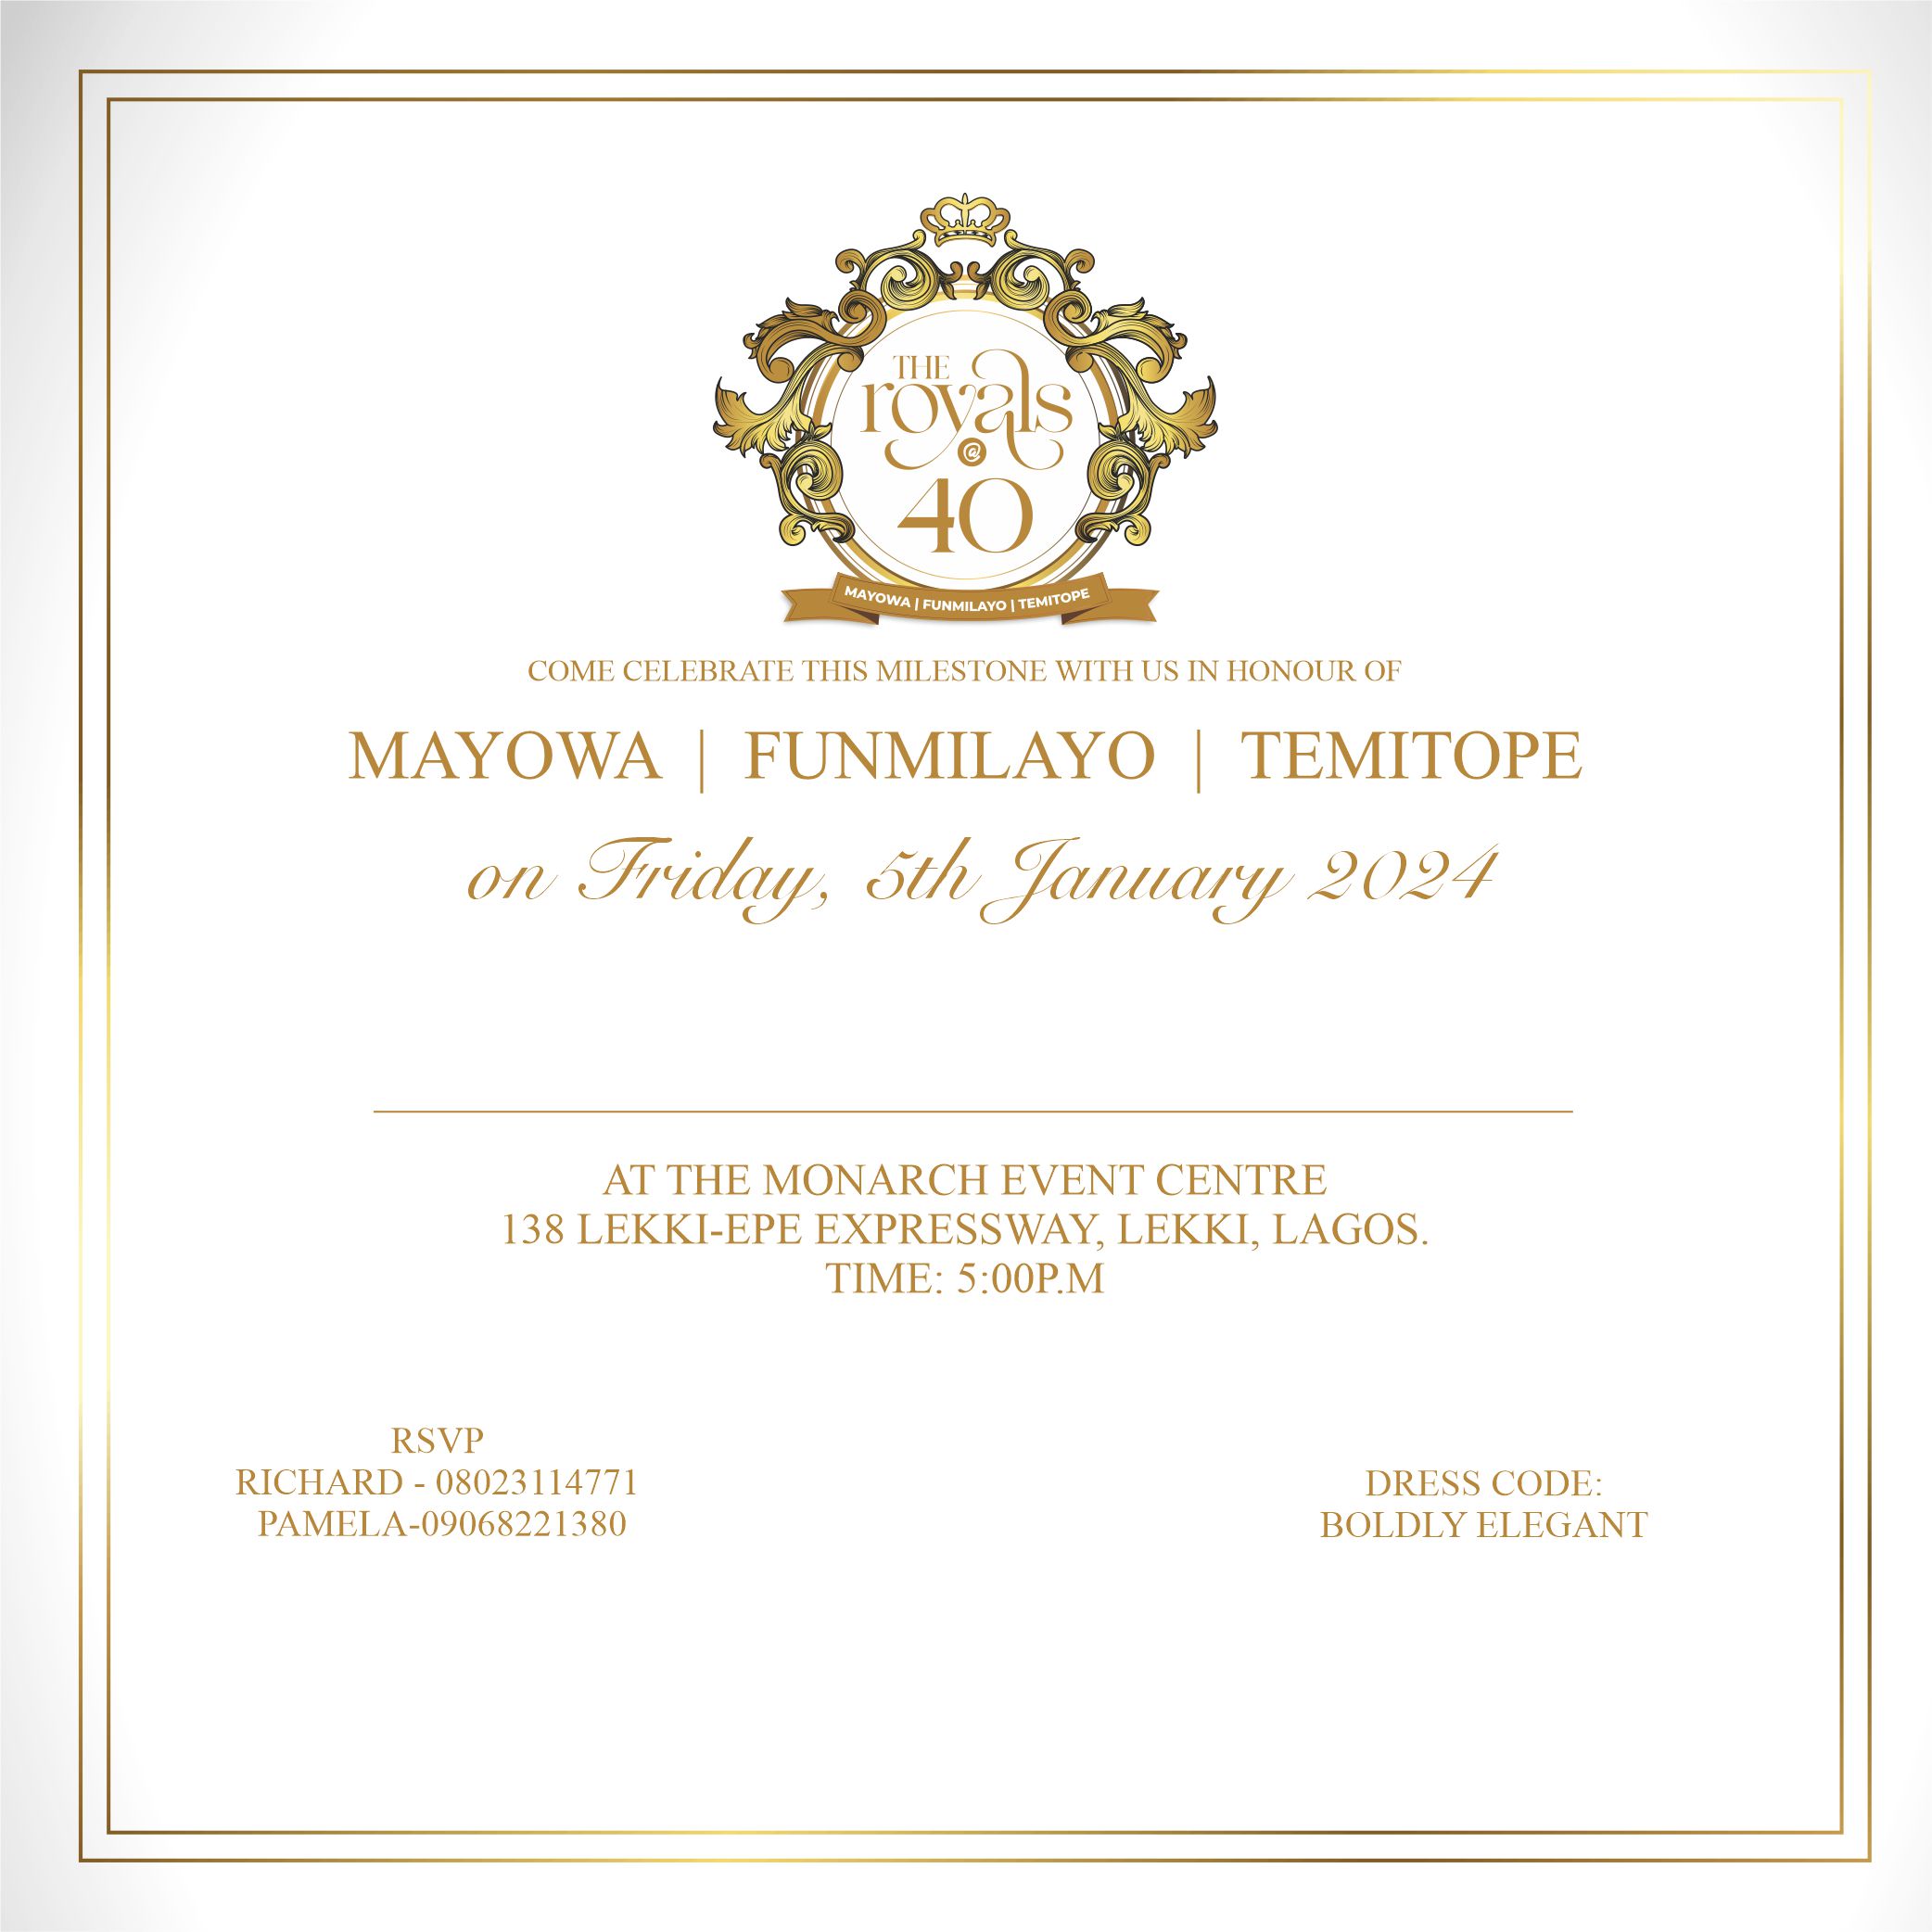 THE
royals
@
40
MAYOWA | FUNMILAYO | TEMITOPE
COME CELEBRATE THIS MILESTONE WITH US IN HONOUR OF
MAYOWA | FUNMILAYO | TEMITOPE
on Friday, 5th January 2024
AT THE MONARCH EVENT CENTRE
138 LEKKI-EPE EXPRESSWAY, LEKKI, LAGOS.
TIME: 5:00P.M
RSVP
RICHARD - 08023114771
PAMELA-09068221380
DRESS CODE:
BOLDLY ELEGANT